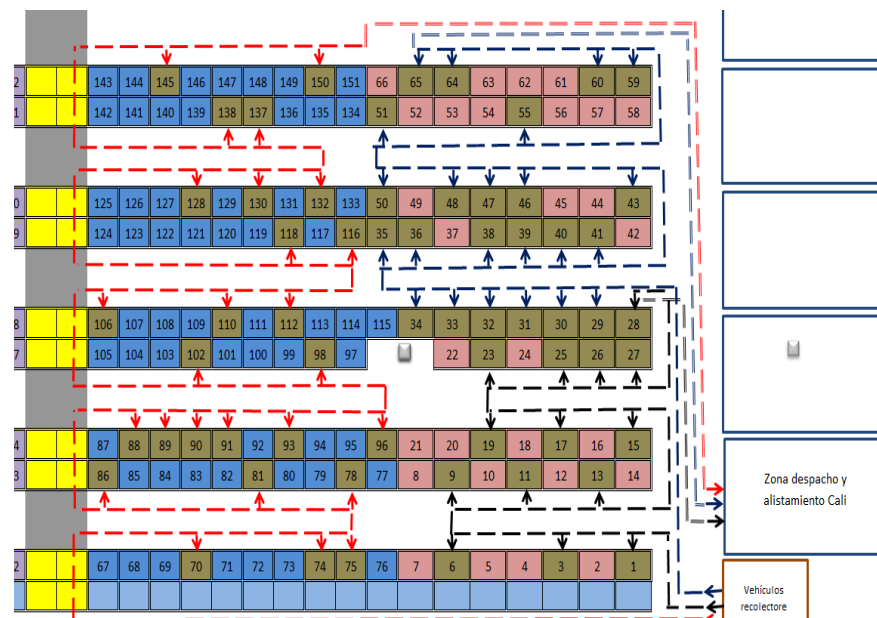 2 143 144 145 146 147 148 149 150 151 66 65 64 63 62 61 60 59
1 142 141 140 139 138 137 136 135 134 51 52 53 54 55 56 57 58
0 125 126 127 128 129 130 131 132 133 50 49 48 47 46 45 44 43
9 124 123 122 121 120 119 118 117 116 35 36 37 38 39 40 41 42
8 106 107 108 109 110 111 112 113 114 115 34 33 32 31 30 29 28
7 105 104 103 102 101 100 99 98 97 22 23 24 25 26 27
4 87 88 89 90 91 92 93 94 95 96 21 20 19 18 17 16 15
3 86 85 84 83 82 81 80 79 78 77 8 9 10 11 12 13 14
Zona despacho y
alistamiento Cali
2 67 68 69 70 71 72 73 74 75 76 7 6 5 4 3 2 1
Vehículos
recolectore